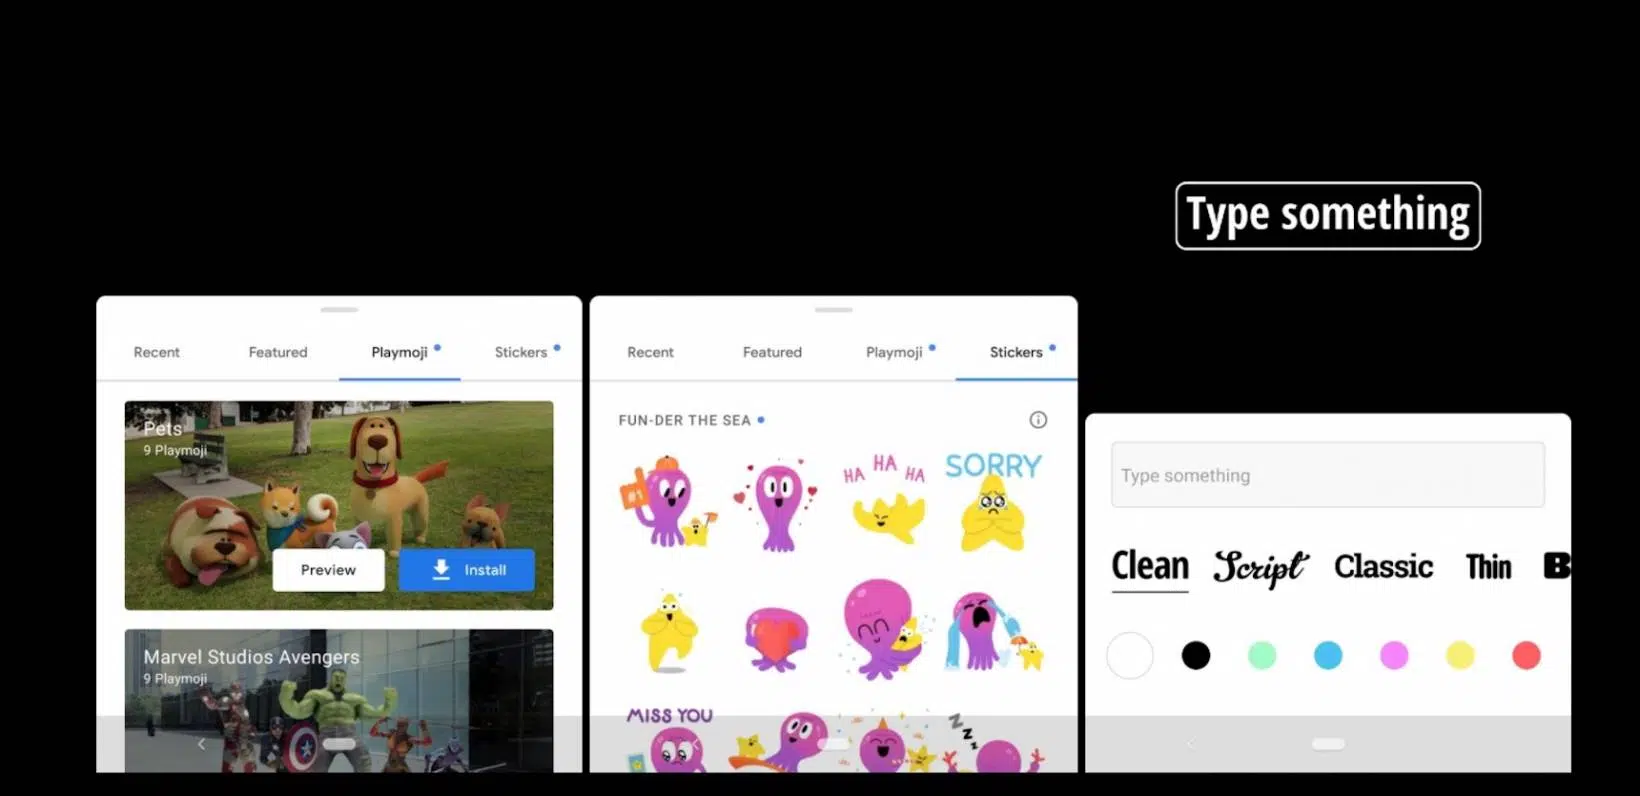 Type something
Recent Featured Playmoji Stickers
Pets
9 Playmoji
Preview Install
Marvel Studios Avengers
9 Playmoji
Recent Featured Playmoji Stickers
FUN-DER THE SEA
#1
HA HA HA
SORRY
MISS YOU
Z Z Z
Type something
Clean Script Classic Thin B